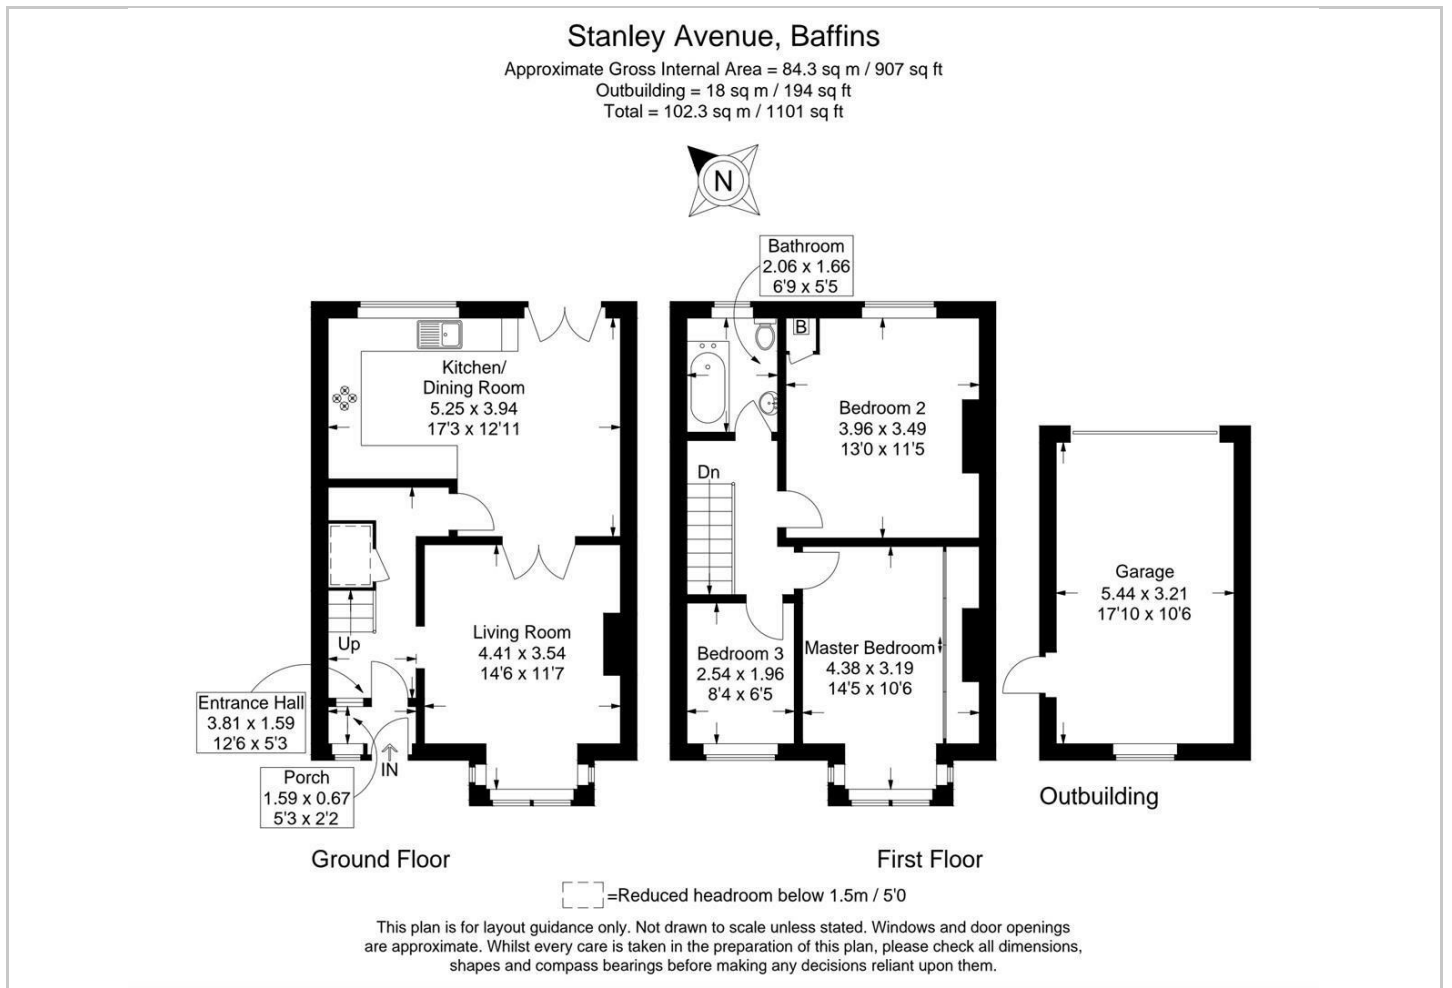 Stanley Avenue, Baffins
Approximate Gross Internal Area = 84.3 sq m / 907 sq ft
Outbuilding = 18 sq m / 194 sq ft
Total = 102.3 sq m / 1101 sq ft
N
Bathroom
2.06 x 1.66
6'9 x 5'5
Kitchen/
Dining Room
5.25 x 3.94
17'3 x 12'11
B
Bedroom 2
3.96 x 3.49
13'0 x 11'5
Dn
Up
Living Room
4.41 x 3.54
14'6 x 11'7
Entrance Hall
3.81 x 1.59
12'6 x 5'3
Porch
1.59 x 0.67
5'3 x 2'2
IN
Bedroom 3
2.54 x 1.96
8'4 x 6'5
Master Bedroom
4.38 x 3.19
14'5 x 10'6
Garage
5.44 x 3.21
17'10 x 10'6
Outbuilding
Ground Floor
First Floor
=Reduced headroom below 1.5m / 5'0
This plan is for layout guidance only. Not drawn to scale unless stated. Windows and door openings
are approximate. Whilst every care is taken in the preparation of this plan, please check all dimensions,
shapes and compass bearings before making any decisions reliant upon them.